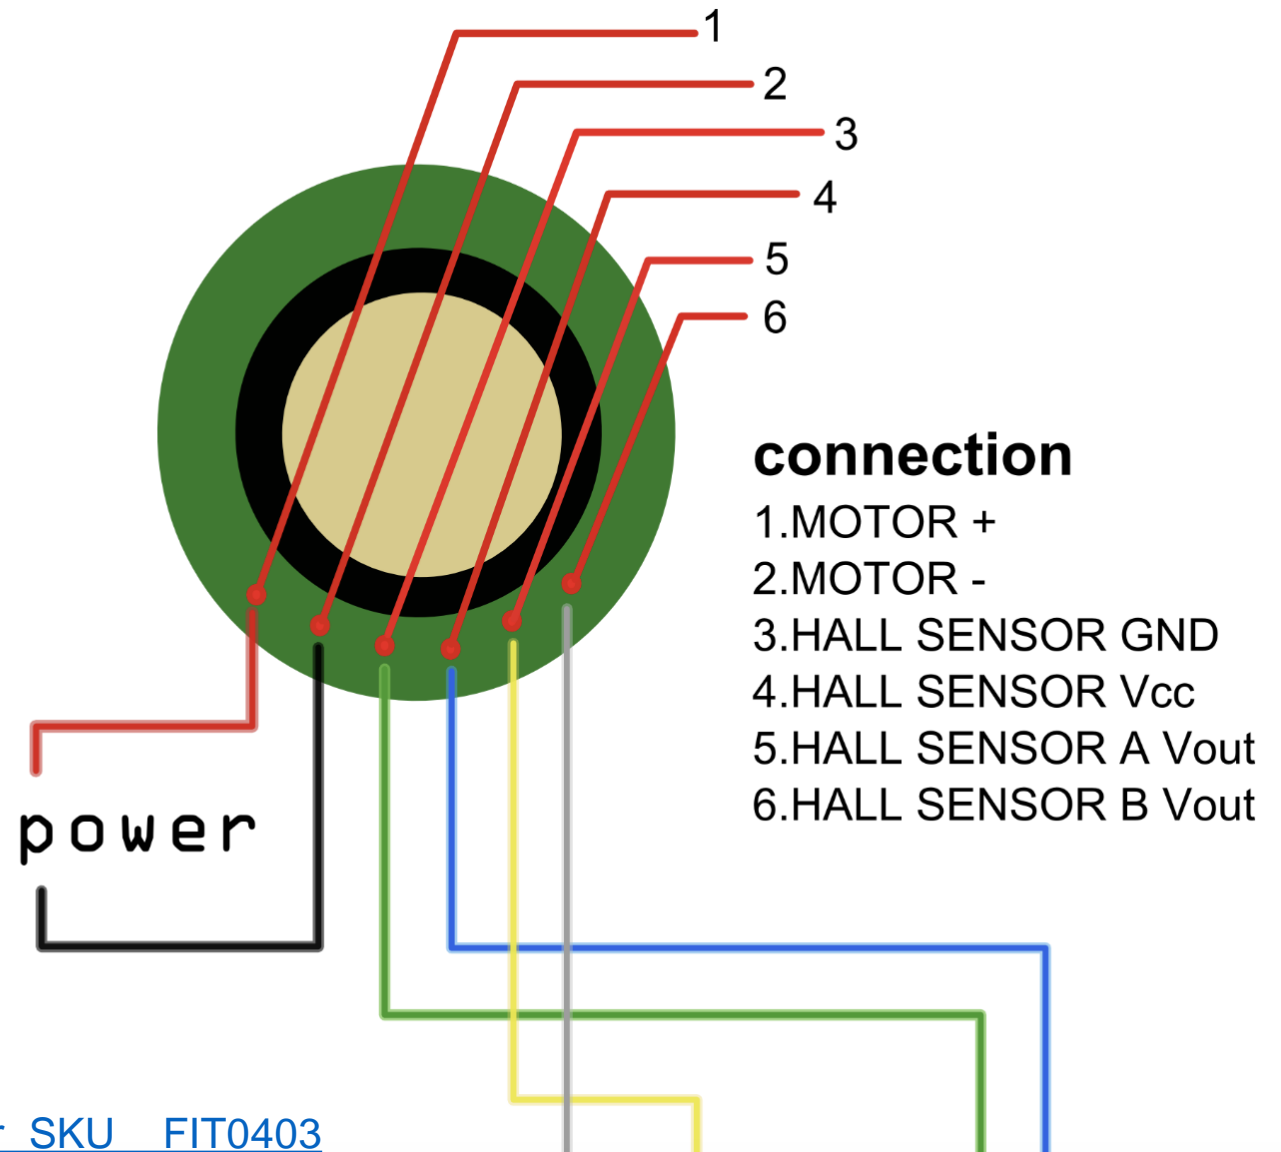 1
2
3
4
5
6
connection
1.MOTOR +
2.MOTOR -
3.HALL SENSOR GND
4.HALL SENSOR Vcc
5.HALL SENSOR A Vout
6.HALL SENSOR B Vout
power
SKU FIT0403